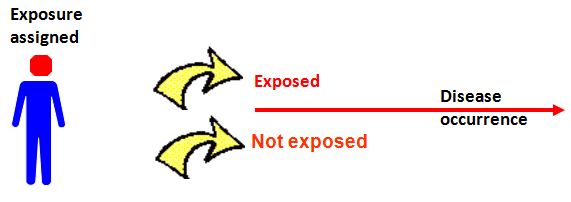 Exposure
assigned
Exposed
Disease
occurrence
Not exposed